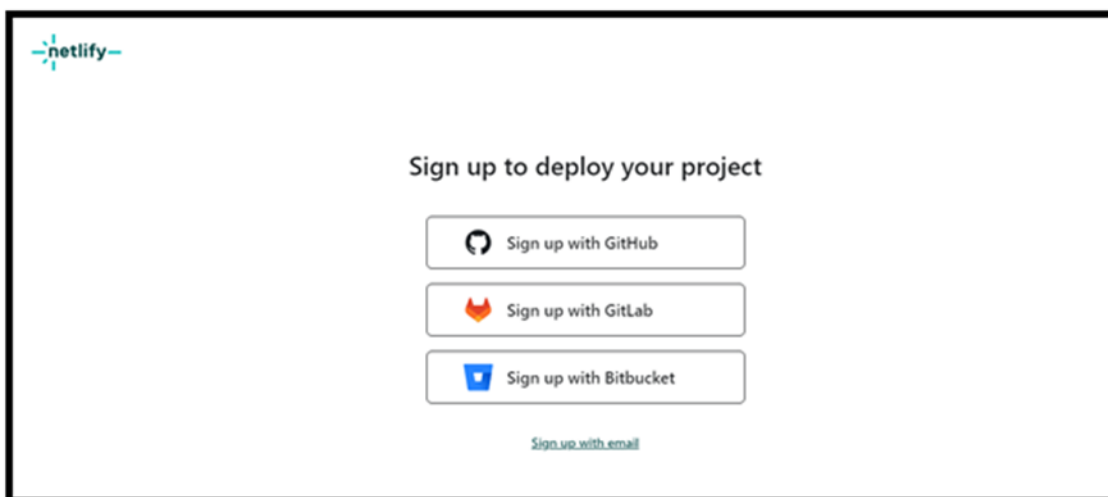 netlify
Sign up to deploy your project
Sign up with GitHub
Sign up with GitLab
Sign up with Bitbucket
Sign up with email